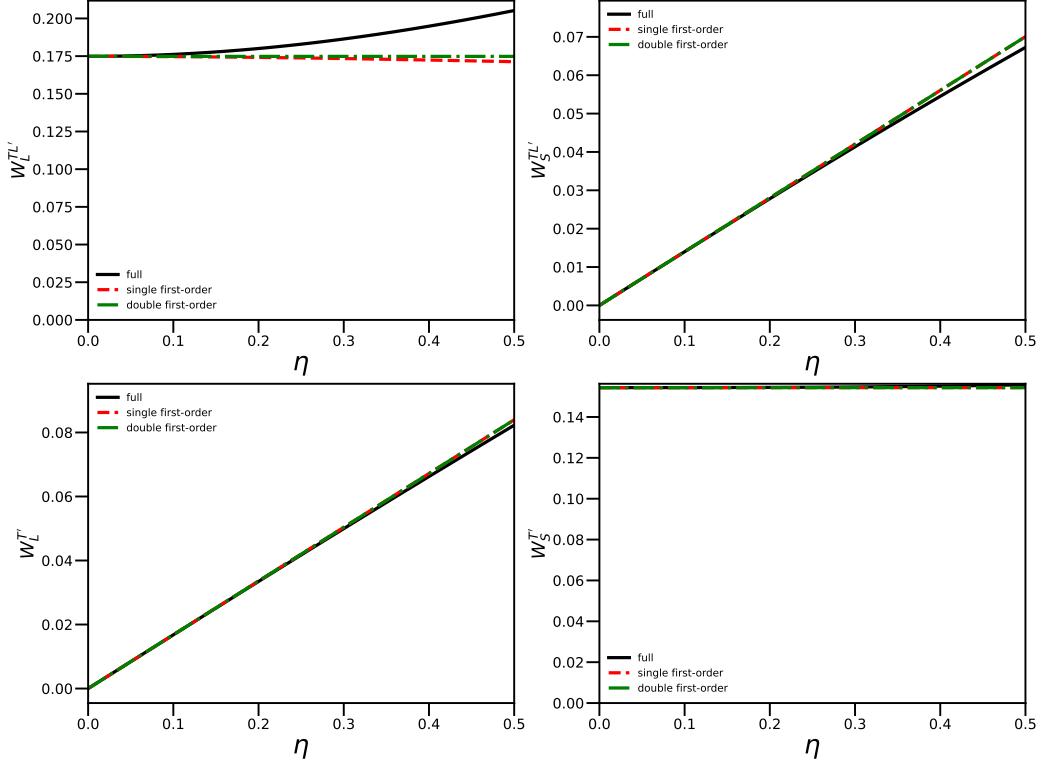 0.200
0.175
0.150
0.125
0.100
0.075
0.050
0.025
0.000
W_L^{TL'}
full
single first-order
double first-order
0.0 0.1 0.2 0.3 0.4 0.5
η
0.07
0.06
0.05
0.04
0.03
0.02
0.01
0.00
W_S^{TL'}
full
single first-order
double first-order
0.0 0.1 0.2 0.3 0.4 0.5
η
0.08
0.06
0.04
0.02
0.00
W_L^{T'}
full
single first-order
double first-order
0.0 0.1 0.2 0.3 0.4 0.5
η
0.14
0.12
0.10
0.08
0.06
0.04
0.02
0.00
W_S^{T'}
full
single first-order
double first-order
0.0 0.1 0.2 0.3 0.4 0.5
η